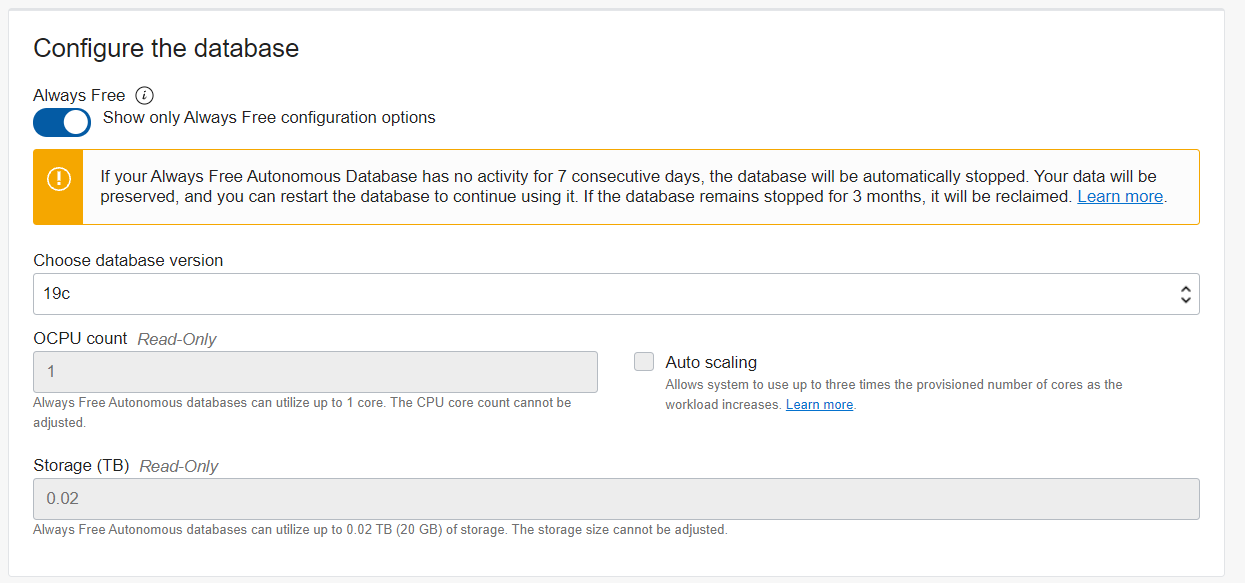 Configure the database
Always Free
Show only Always Free configuration options
If your Always Free Autonomous Database has no activity for 7 consecutive days, the database will be automatically stopped. Your data will be
preserved, and you can restart the database to continue using it. If the database remains stopped for 3 months, it will be reclaimed. Learn more.
Choose database version
19c
OCPU count Read-Only
1
Always Free Autonomous databases can utilize up to 1 core. The CPU core count cannot be
adjusted.
Auto scaling
Allows system to use up to three times the provisioned number of cores as the
workload increases. Learn more.
Storage (TB) Read-Only
0.02
Always Free Autonomous databases can utilize up to 0.02 TB (20 GB) of storage. The storage size cannot be adjusted.